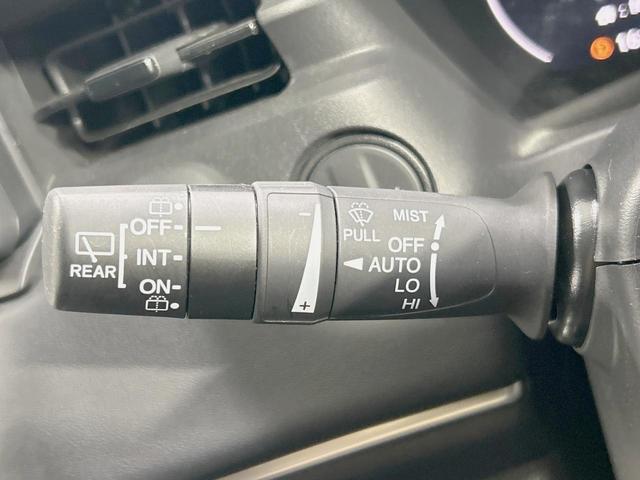 OFF
INT
REAR
ON
-
+
PULL
MIST
OFF
AUTO
LO
HI